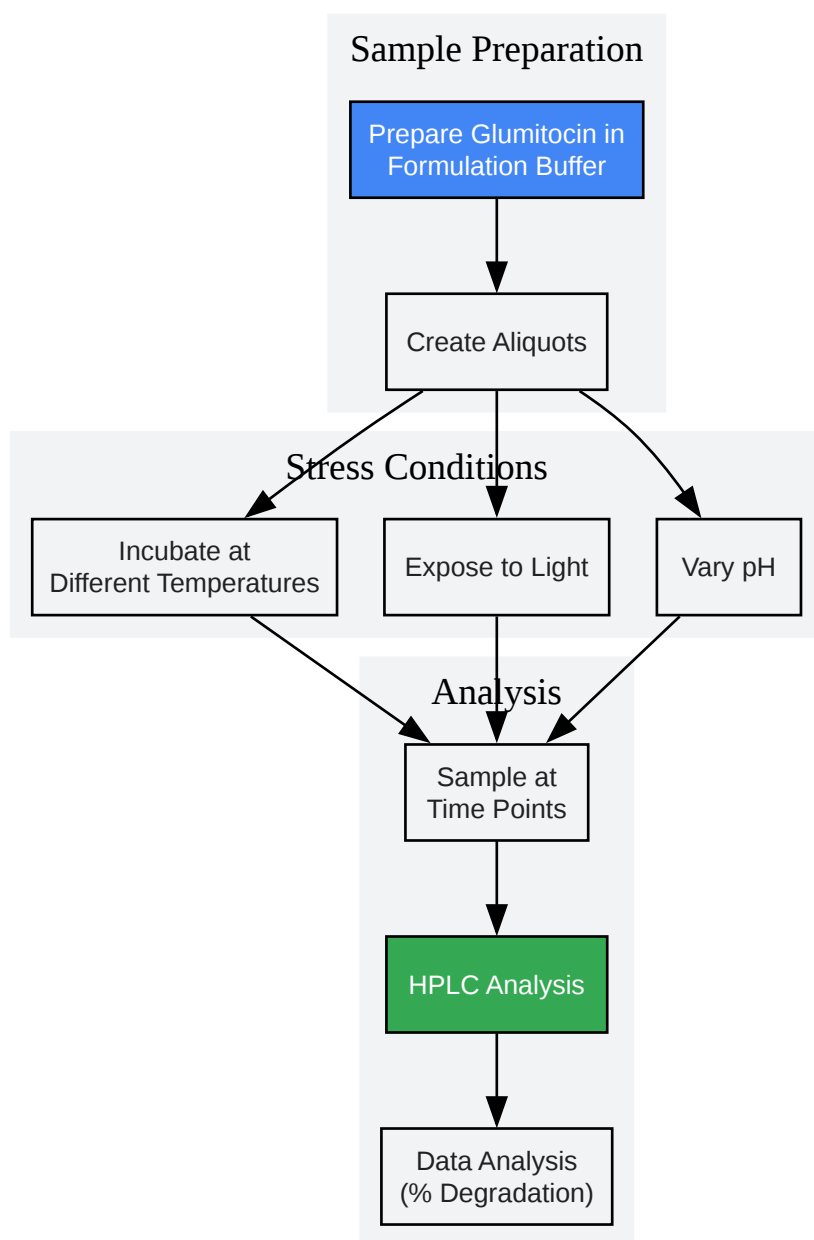 Sample Preparation
Prepare Glumitocin in
Formulation Buffer
Create Aliquots
Stress Conditions
Incubate at
Different Temperatures
Expose to Light
Vary pH
Analysis
Sample at
Time Points
HPLC Analysis
Data Analysis
(% Degradation)